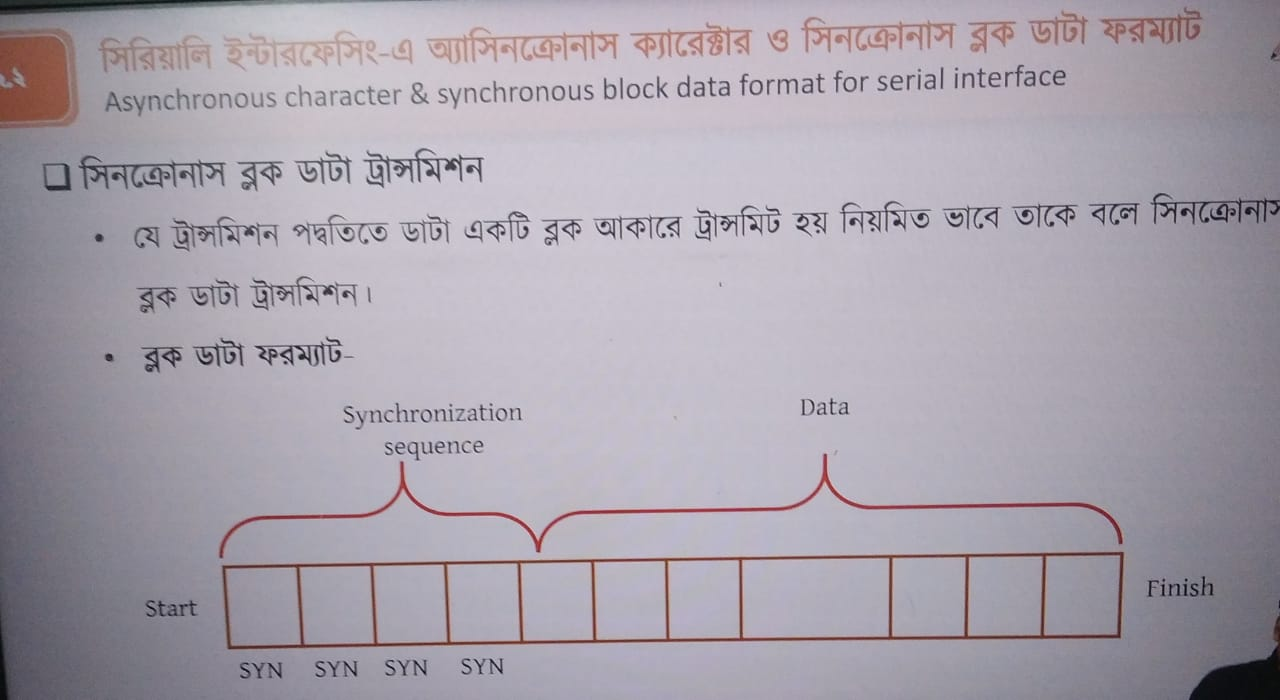 সিরিয়ালি ইন্টারফেসিং-এ অ্যাসিনক্রোনাস ক্যারেক্টার ও সিনক্রোনাস ব্লক ডাটা ফরম্যাট
Asynchronous character & synchronous block data format for serial interface
সিনক্রোনাস ব্লক ডাটা ট্রান্সমিশন
• যে ট্রান্সমিশন পদ্বতিতে ডাটা একটি ব্লক আকারে ট্রান্সমিট হয় নিয়মিত ভাবে তাকে বলে সিনক্রোনাস
ব্লক ডাটা ট্রান্সমিশন।
• ব্লক ডাটা ফরম্যাট-
Synchronization
sequence
Data
Start
Finish
SYN SYN SYN SYN